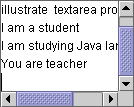 illustrate textarea pro
I am a student
I am studying Java lar
You are teacher